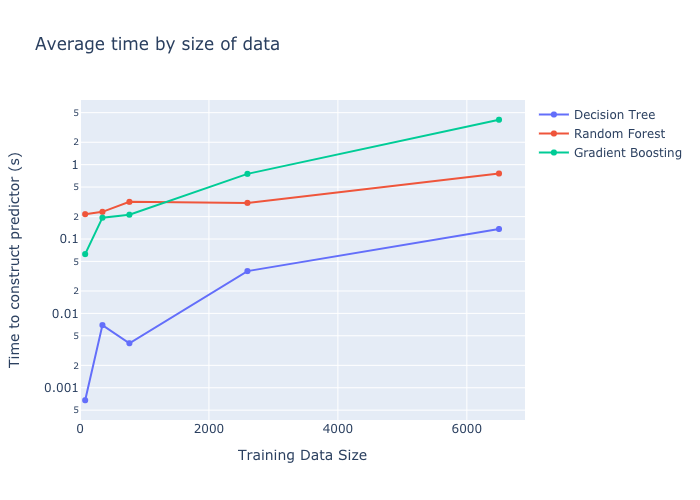 Average time by size of data
Time to construct predictor (s)
5
2
1
5
2
0.1
5
2
0.01
5
2
0.001
5
0
2000
4000
6000
Training Data Size
Decision Tree
Random Forest
Gradient Boosting